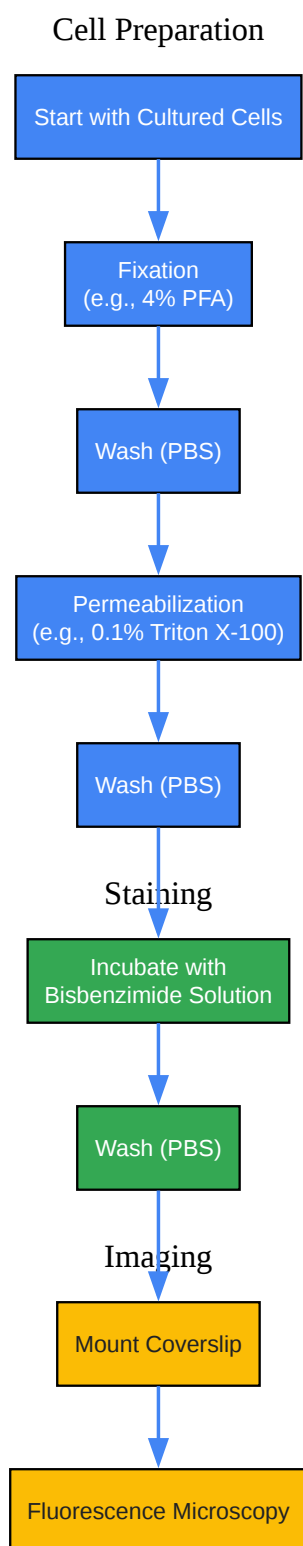 Cell Preparation
Start with Cultured Cells
Fixation
(e.g., 4% PFA)
Wash (PBS)
Permeabilization
(e.g., 0.1% Triton X-100)
Wash (PBS)
Staining
Incubate with
Bisbenzimide Solution
Wash (PBS)
Imaging
Mount Coverslip
Fluorescence Microscopy